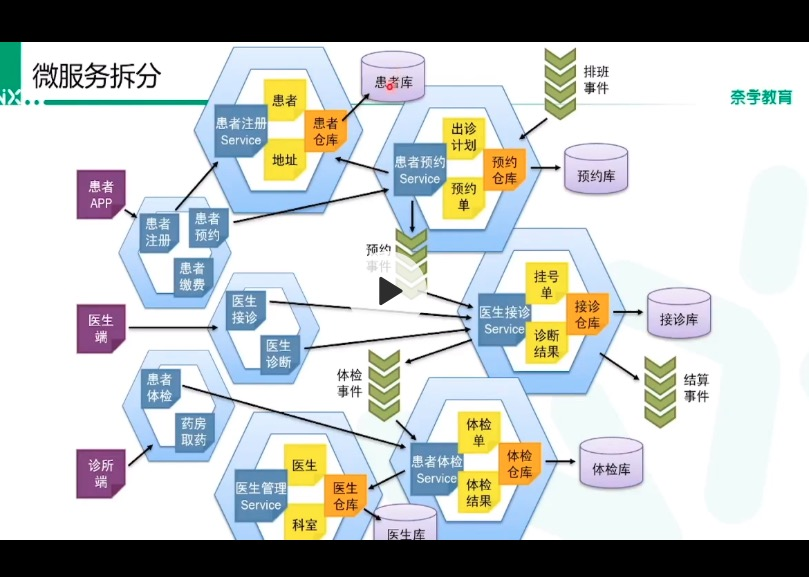 微服务拆分
奈学教育
患者库
排班
事件
患者
患者注册
Service
患者
仓库
地址
出诊
计划
患者预约
Service
预约
仓库
预约
单
预约库
患者
APP
患者
注册
患者
预约
患者
缴费
预约
事件
医生
端
医生
接诊
医生
诊断
挂号
单
医生接诊
Service
接诊
仓库
诊断
结果
接诊库
体检
事件
结算
事件
患者
体检
药房
取药
诊所
端
体检
单
患者体检
Service
体检
仓库
体检
结果
体检库
医生
医生管理
Service
医生
仓库
科室
医生库